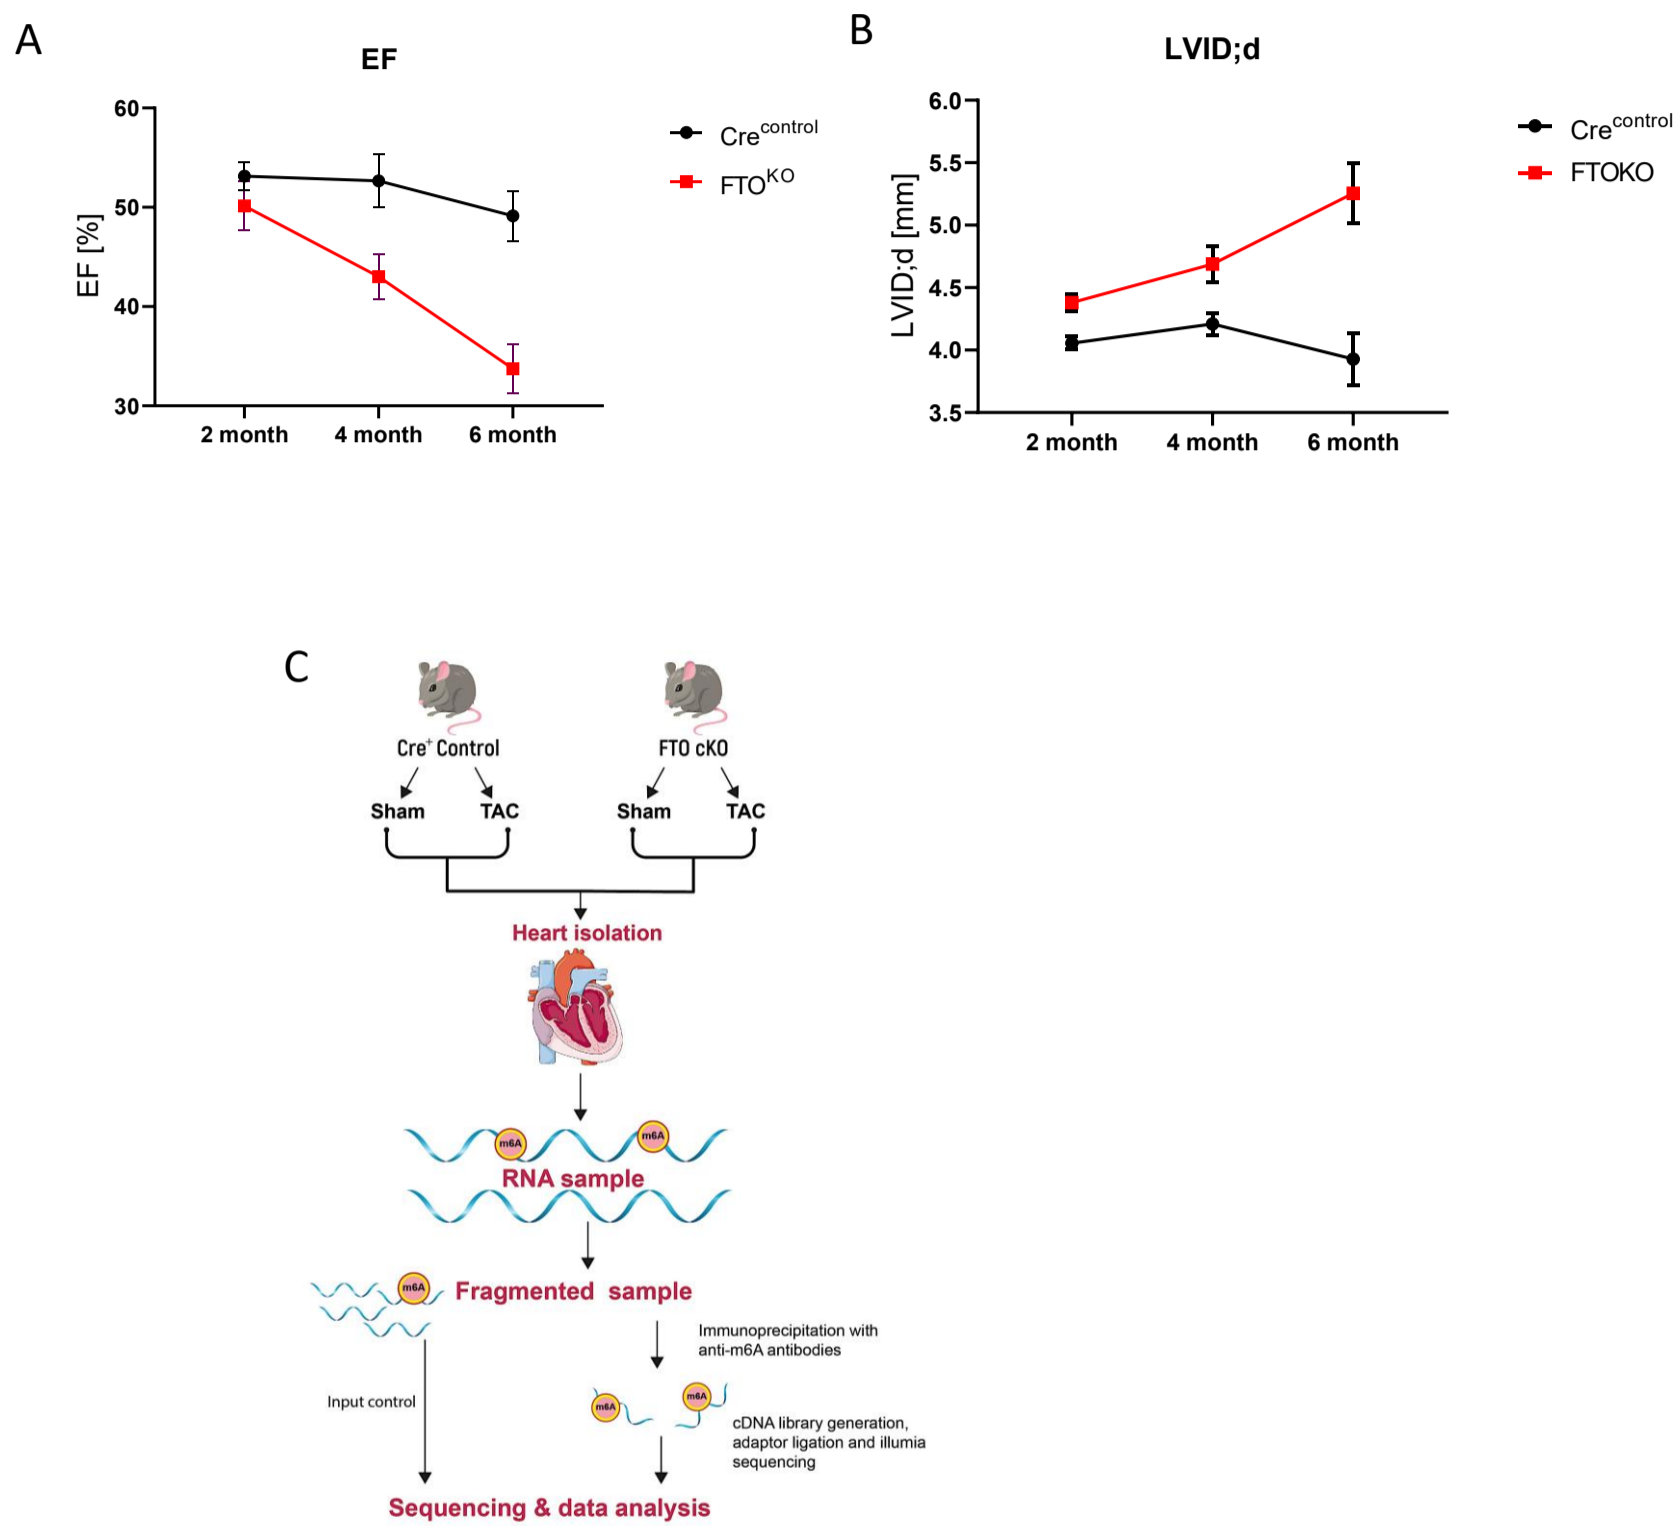 A
EF
60
50
40
30
EF [%]
2 month 4 month 6 month
Cre^control
FTO^KO
B
LVID;d
6.0
5.5
5.0
4.5
4.0
3.5
LVID;d [mm]
2 month 4 month 6 month
Cre^control
FTOKO
C
Cre⁺ Control
FTO cKO
Sham TAC
Sham TAC
Heart isolation
m6A
m6A
RNA sample
m6A
Fragmented sample
Immunoprecipitation with
anti-m6A antibodies
Input control
m6A
m6A
cDNA library generation,
adaptor ligation and illumia
sequencing
Sequencing & data analysis